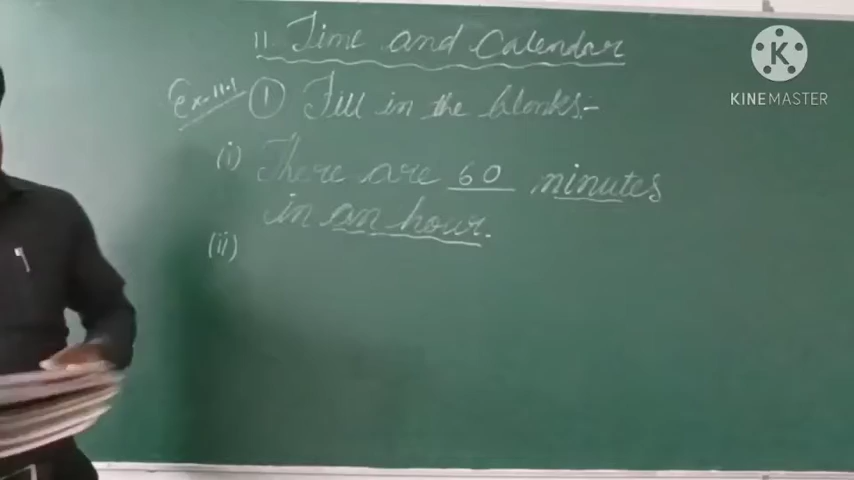 11. Time and Calendar
Ex-11.1 (1) Fill in the blanks:-
(i) There are 60 minutes
in an hour.
(ii)
K
KINEMASTER